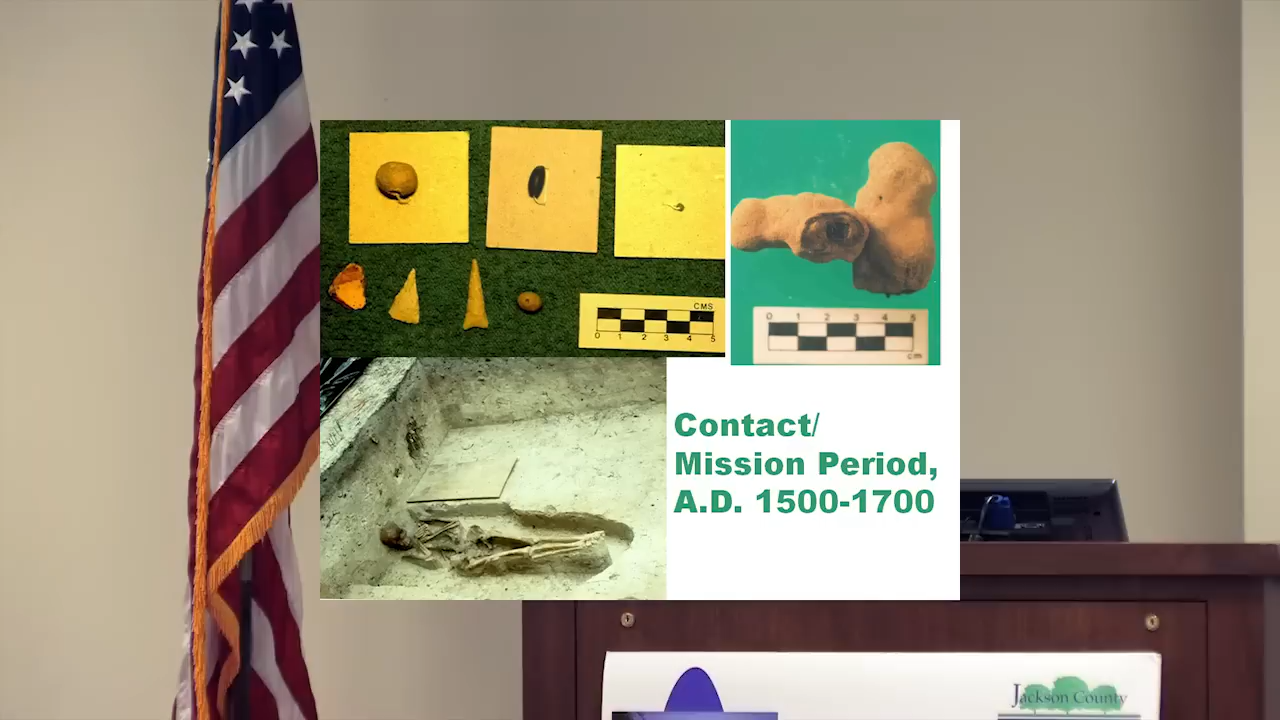 CMS
0 1 2 3 4 5
0 1 2 3 4 5
cm
Contact/
Mission Period,
A.D. 1500-1700
Jackson County